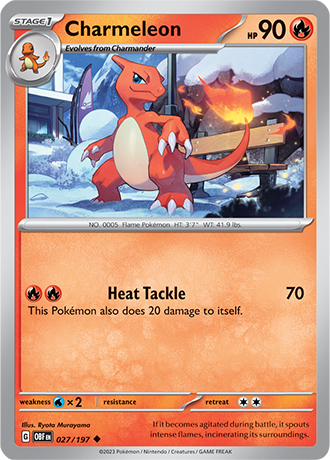 STAGE 1
Charmeleon
HP 90
Evolves from Charmander
NO. 0005 Flame Pokémon HT: 3'7" WT: 41.9 lbs.
Heat Tackle 70
This Pokémon also does 20 damage to itself.
weakness ×2 resistance retreat
Illus. Ryota Murayama
G OBF EN 027/197
If it becomes agitated during battle, it spouts
intense flames, incinerating its surroundings.
©2023 Pokémon / Nintendo / Creatures / GAME FREAK